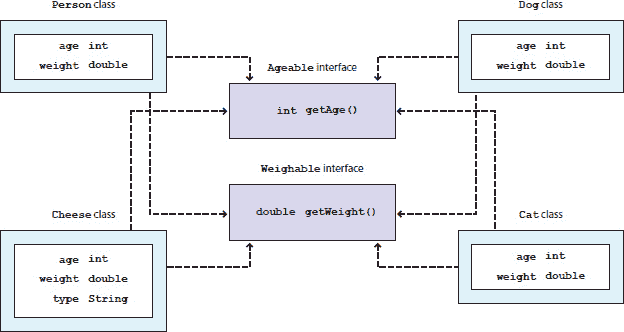 Person class
age int
weight double
Dog class
age int
weight double
Ageable interface
int getAge()
Weighable interface
double getWeight()
Cheese class
age int
weight double
type String
Cat class
age int
weight double